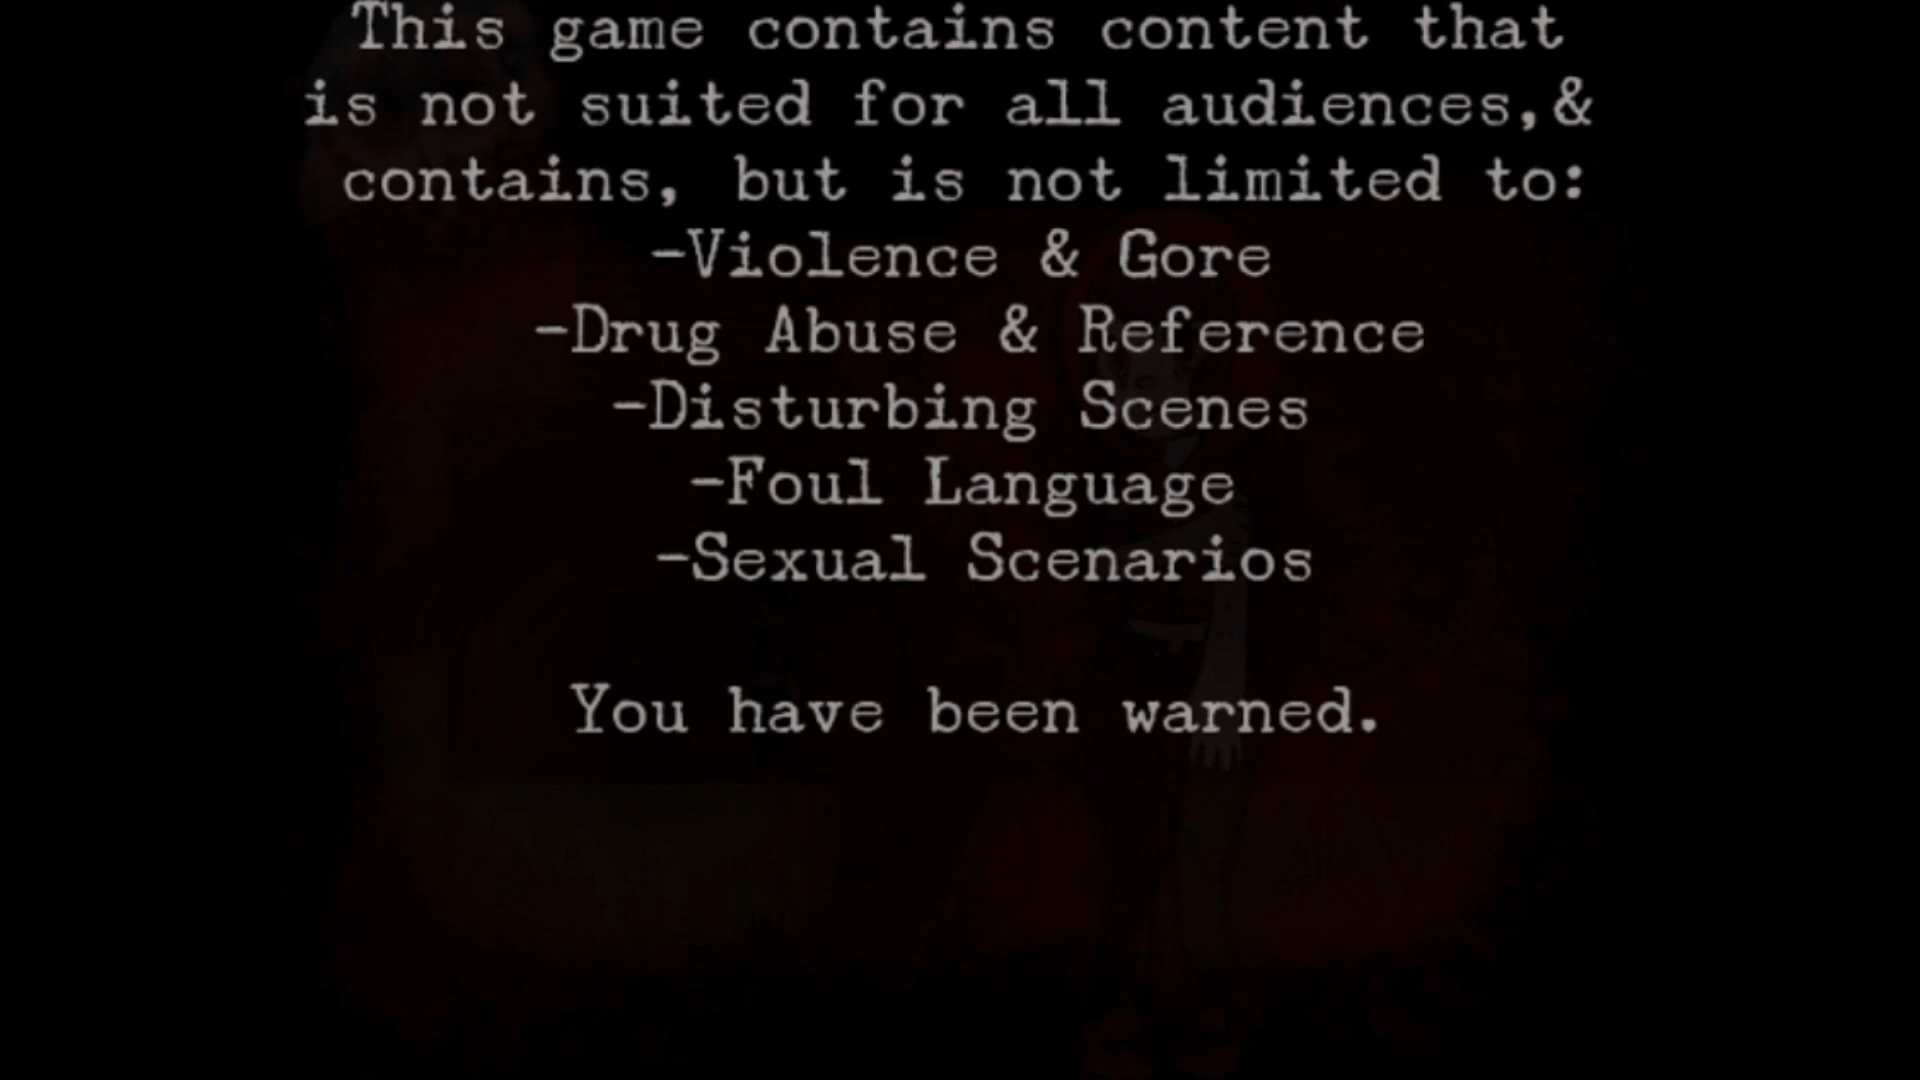 This game contains content that
is not suited for all audiences,&
contains, but is not limited to:
-Violence & Gore
-Drug Abuse & Reference
-Disturbing Scenes
-Foul Language
-Sexual Scenarios
You have been warned.